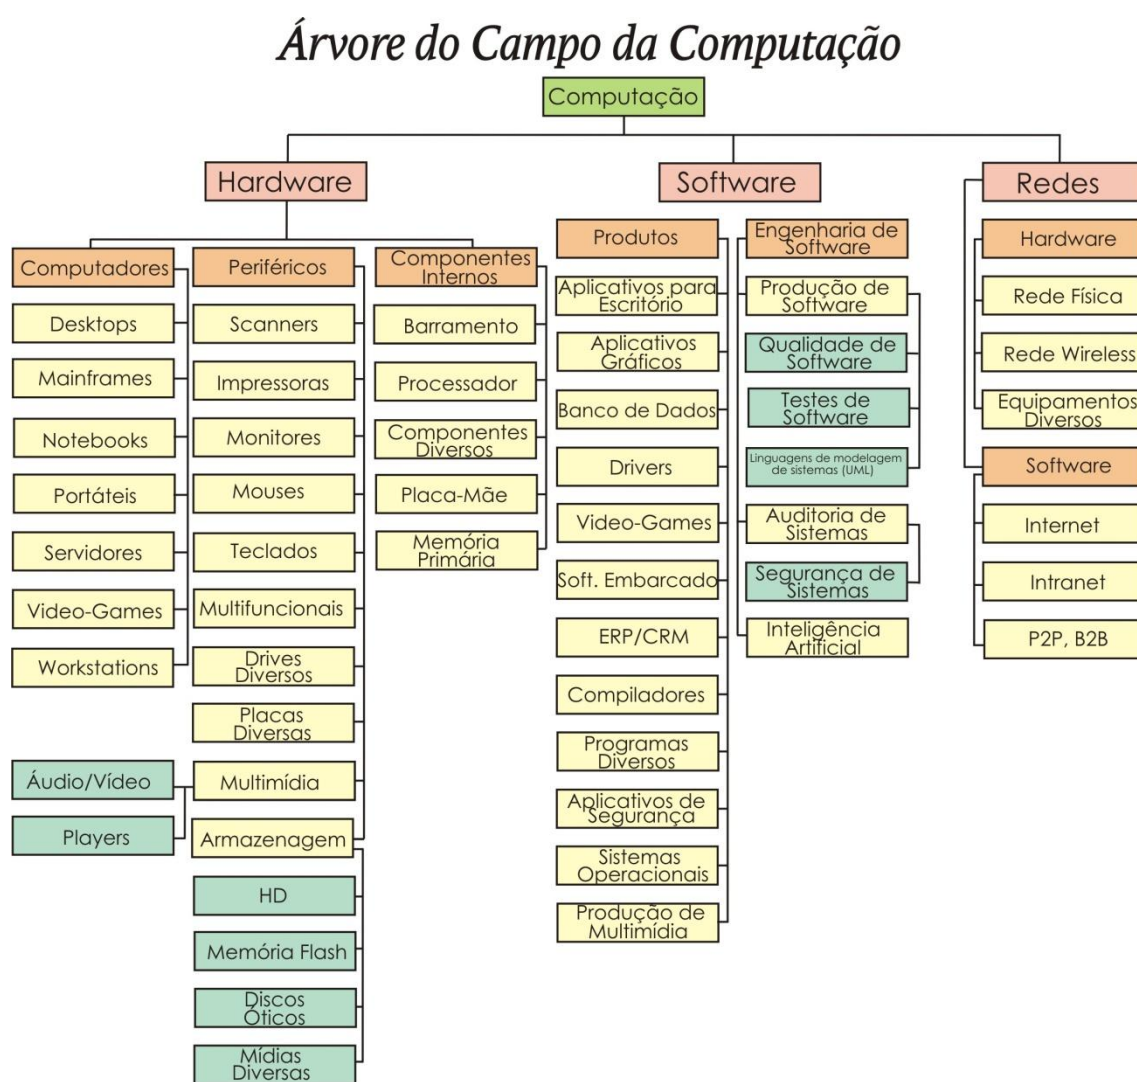 Árvore do Campo da Computação
Computação
Hardware
Software
Redes
Computadores
Desktops
Mainframes
Notebooks
Portáteis
Servidores
Video-Games
Workstations
Periféricos
Scanners
Impressoras
Monitores
Mouses
Teclados
Multifuncionais
Drives
Diversos
Placas
Diversas
Multimídia
Áudio/Vídeo
Players
Armazenagem
HD
Memória Flash
Discos
Óticos
Mídias
Diversas
Componentes
Internos
Barramento
Processador
Componentes
Diversos
Placa-Mãe
Memória
Primária
Produtos
Aplicativos para
Escritório
Aplicativos
Gráficos
Banco de Dados
Drivers
Video-Games
Soft. Embarcado
ERP/CRM
Compiladores
Programas
Diversos
Aplicativos de
Segurança
Sistemas
Operacionais
Produção de
Multimídia
Engenharia de
Software
Produção de
Software
Qualidade de
Software
Testes de
Software
Linguagens de modelagem
de sistemas (UML)
Auditoria de
Sistemas
Segurança de
Sistemas
Inteligência
Artificial
Hardware
Rede Física
Rede Wireless
Equipamentos
Diversos
Software
Internet
Intranet
P2P, B2B